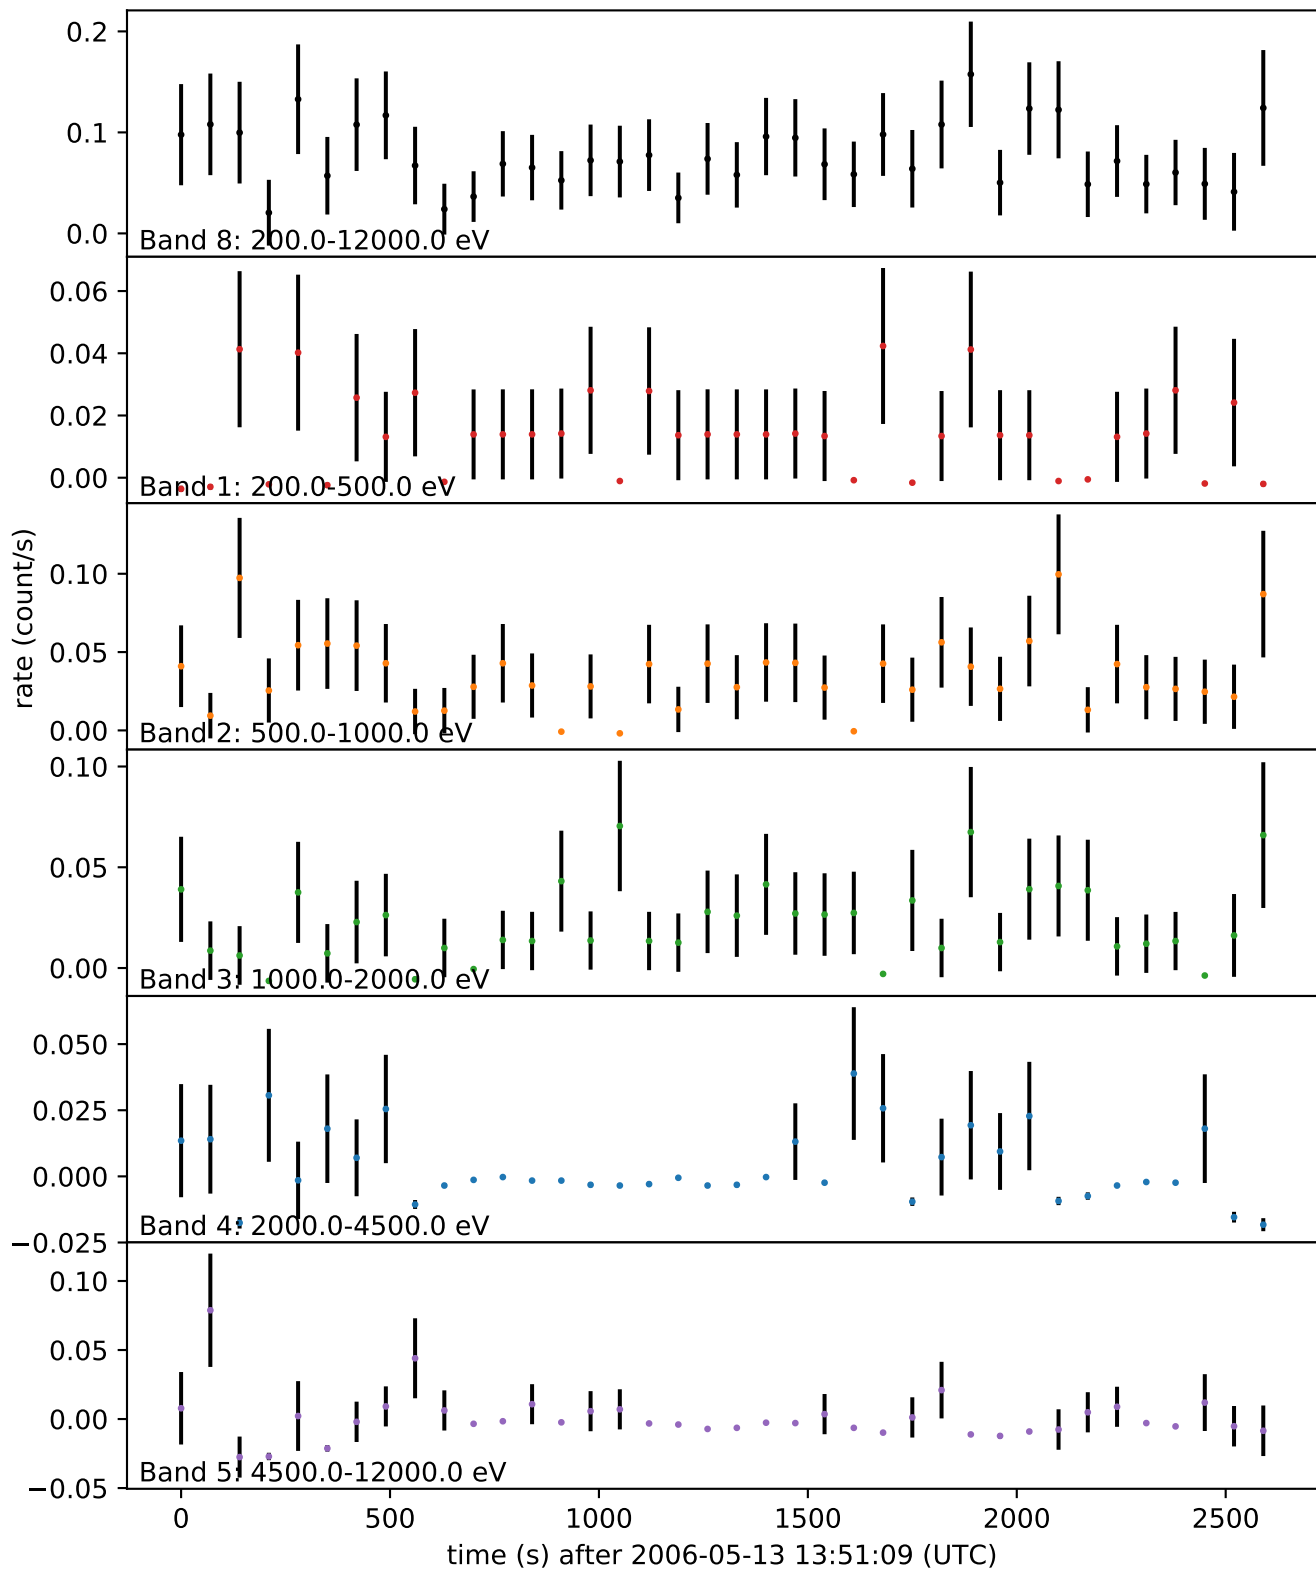 0.2
0.1
0.0
Band 8: 200.0-12000.0 eV
0.06
0.04
0.02
0.00
Band 1: 200.0-500.0 eV
rate (count/s)
0.10
0.05
0.00
Band 2: 500.0-1000.0 eV
0.10
0.05
0.00
Band 3: 1000.0-2000.0 eV
0.050
0.025
0.000
−0.025
Band 4: 2000.0-4500.0 eV
0.10
0.05
0.00
−0.05
Band 5: 4500.0-12000.0 eV
0 500 1000 1500 2000 2500
time (s) after 2006-05-13 13:51:09 (UTC)